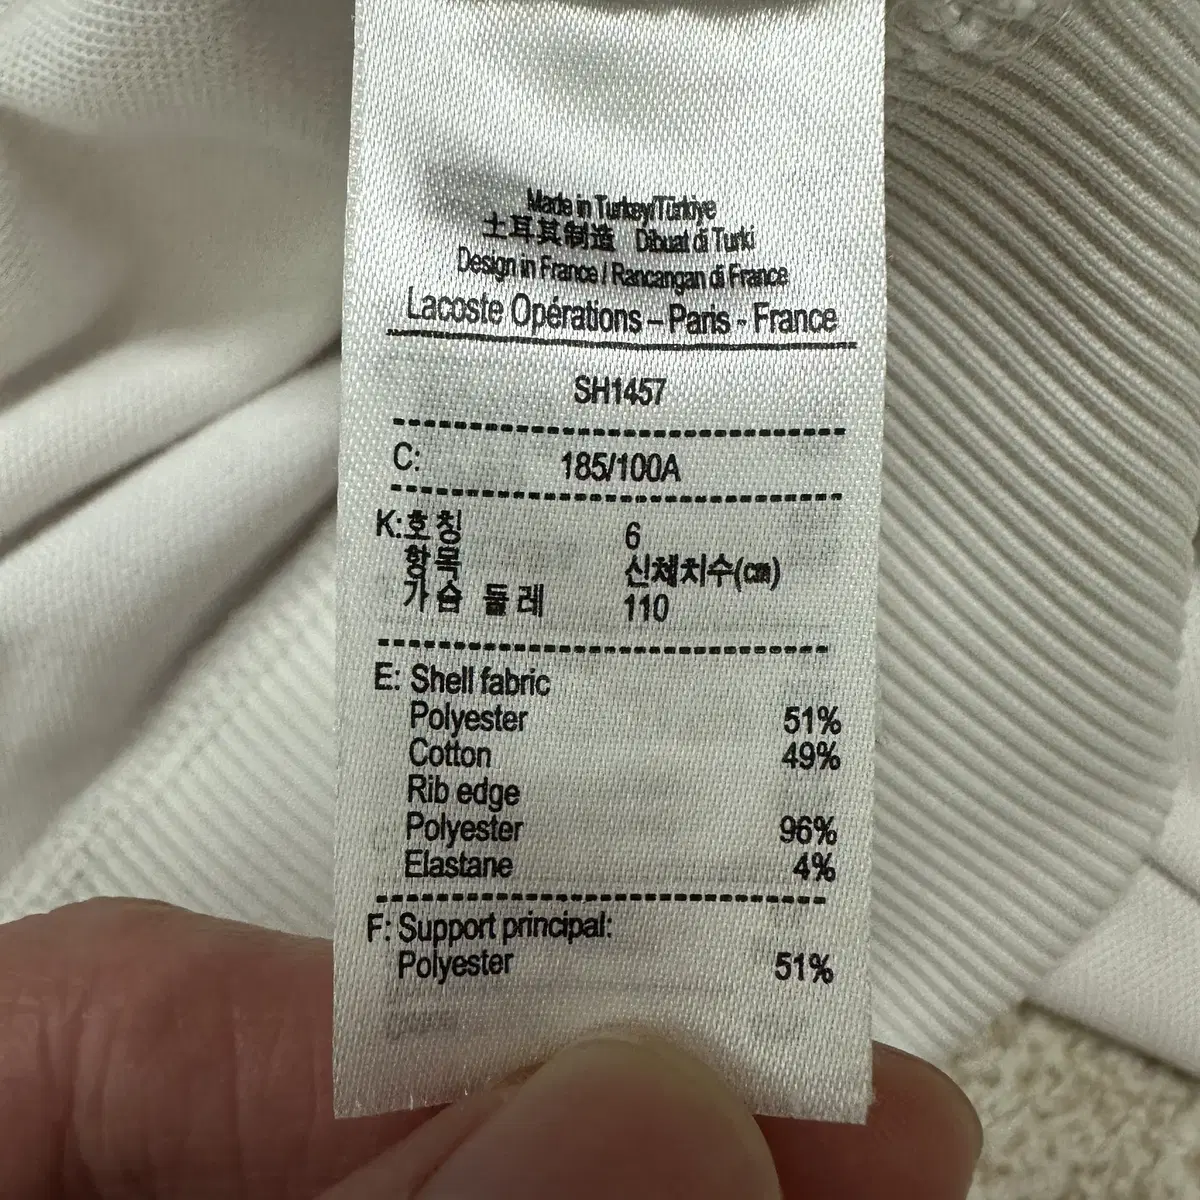 Made in Turkey/Türkiye
土耳其制造 Dibuat di Turki
Design in France / Rancangan di France
Lacoste Opérations – Paris - France
SH1457
C: 185/100A
K:호칭 6
항목 신체치수(㎝)
가슴 둘레 110
E: Shell fabric
Polyester 51%
Cotton 49%
Rib edge
Polyester 96%
Elastane 4%
F: Support principal:
Polyester 51%